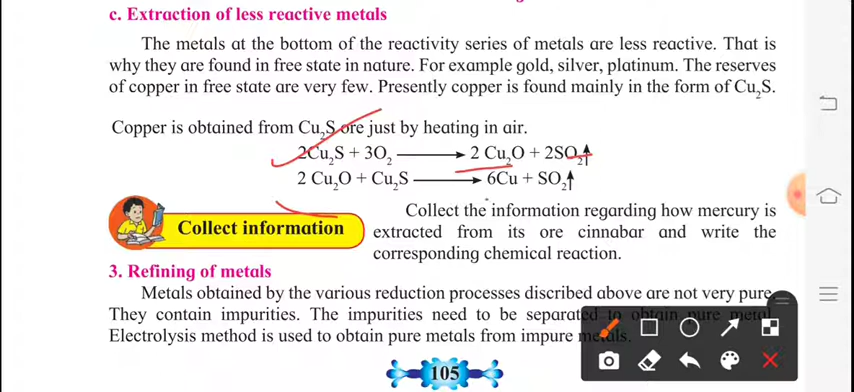 c. Extraction of less reactive metals
The metals at the bottom of the reactivity series of metals are less reactive. That is
why they are found in free state in nature. For example gold, silver, platinum. The reserves
of copper in free state are very few. Presently copper is found mainly in the form of Cu₂S.
Copper is obtained from Cu₂S ore just by heating in air.
2Cu₂S + 3O₂ ⟶ 2 Cu₂O + 2SO₂↑
2 Cu₂O + Cu₂S ⟶ 6Cu + SO₂↑
Collect information
Collect the information regarding how mercury is
extracted from its ore cinnabar and write the
corresponding chemical reaction.
3. Refining of metals
Metals obtained by the various reduction processes discribed above are not very pure.
They contain impurities. The impurities need to be separated to obtain pure metal.
Electrolysis method is used to obtain pure metals from impure metals.
105